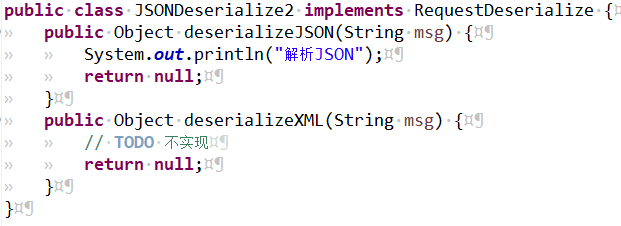 public class JSONDeserialize2 implements RequestDeserialize {
    public Object deserializeJSON(String msg) {
        System.out.println("解析JSON");
        return null;
    }
    public Object deserializeXML(String msg) {
        // TODO 不实现
        return null;
    }
}